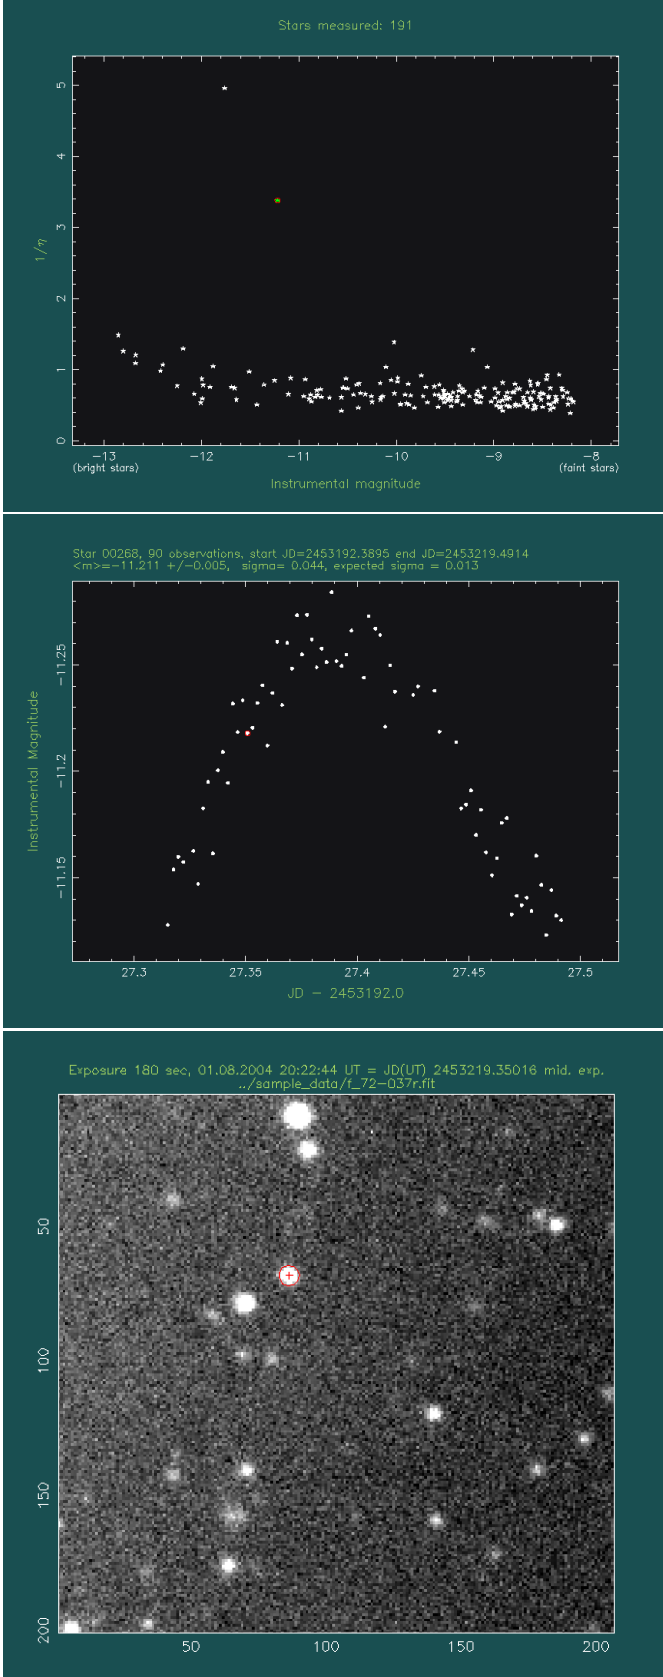 Stars measured: 191
5
4
3
2
1
0
1/η
-13
-12
-11
-10
-9
-8
(bright stars)
(faint stars)
Instrumental magnitude
Star 00268, 90 observations, start JD=2453192.3895 end JD=2453219.4914
<m>=-11.211 +/-0.005, sigma= 0.044, expected sigma = 0.013
-11.25
-11.2
-11.15
Instrumental Magnitude
27.3
27.35
27.4
27.45
27.5
JD - 2453192.0
Exposure 180 sec, 01.08.2004 20:22:44 UT = JD(UT) 2453219.35016 mid. exp.
../sample_data/f_72-037r.fit
50
100
150
200
50
100
150
200